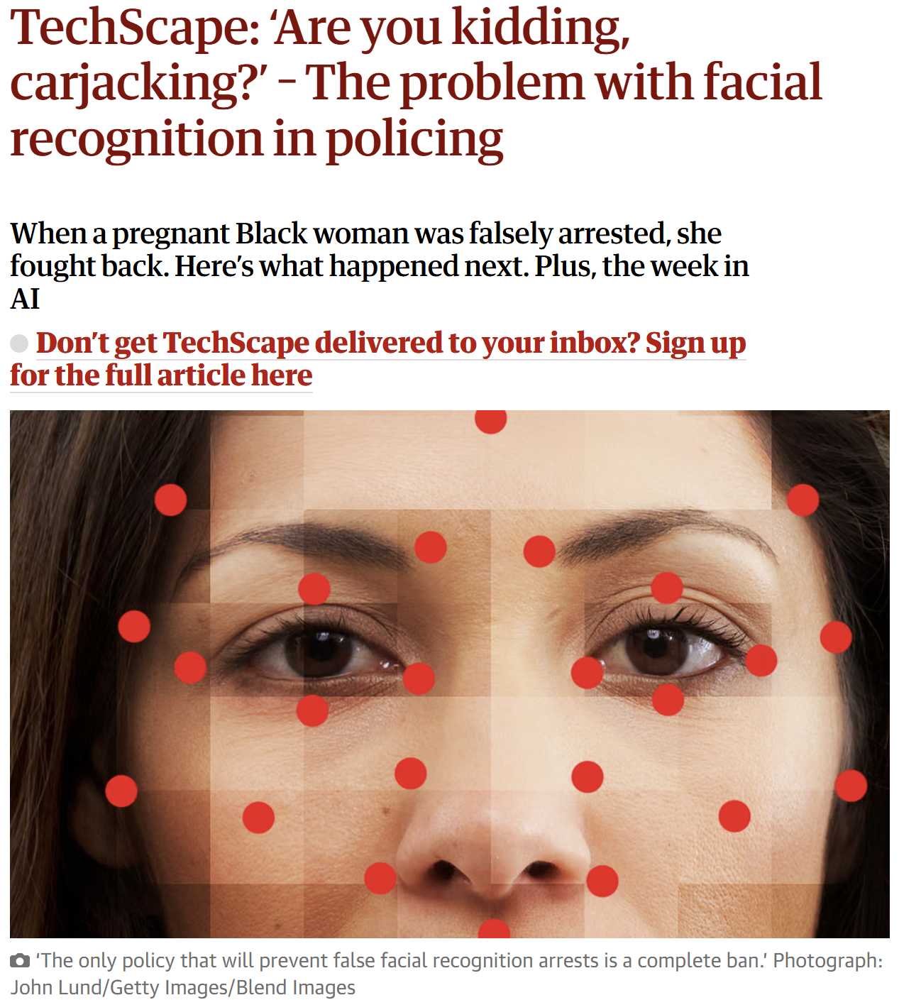 TechScape: ‘Are you kidding,
carjacking?’ – The problem with facial
recognition in policing
When a pregnant Black woman was falsely arrested, she
fought back. Here’s what happened next. Plus, the week in
AI
Don’t get TechScape delivered to your inbox? Sign up
for the full article here
‘The only policy that will prevent false facial recognition arrests is a complete ban.’ Photograph:
John Lund/Getty Images/Blend Images